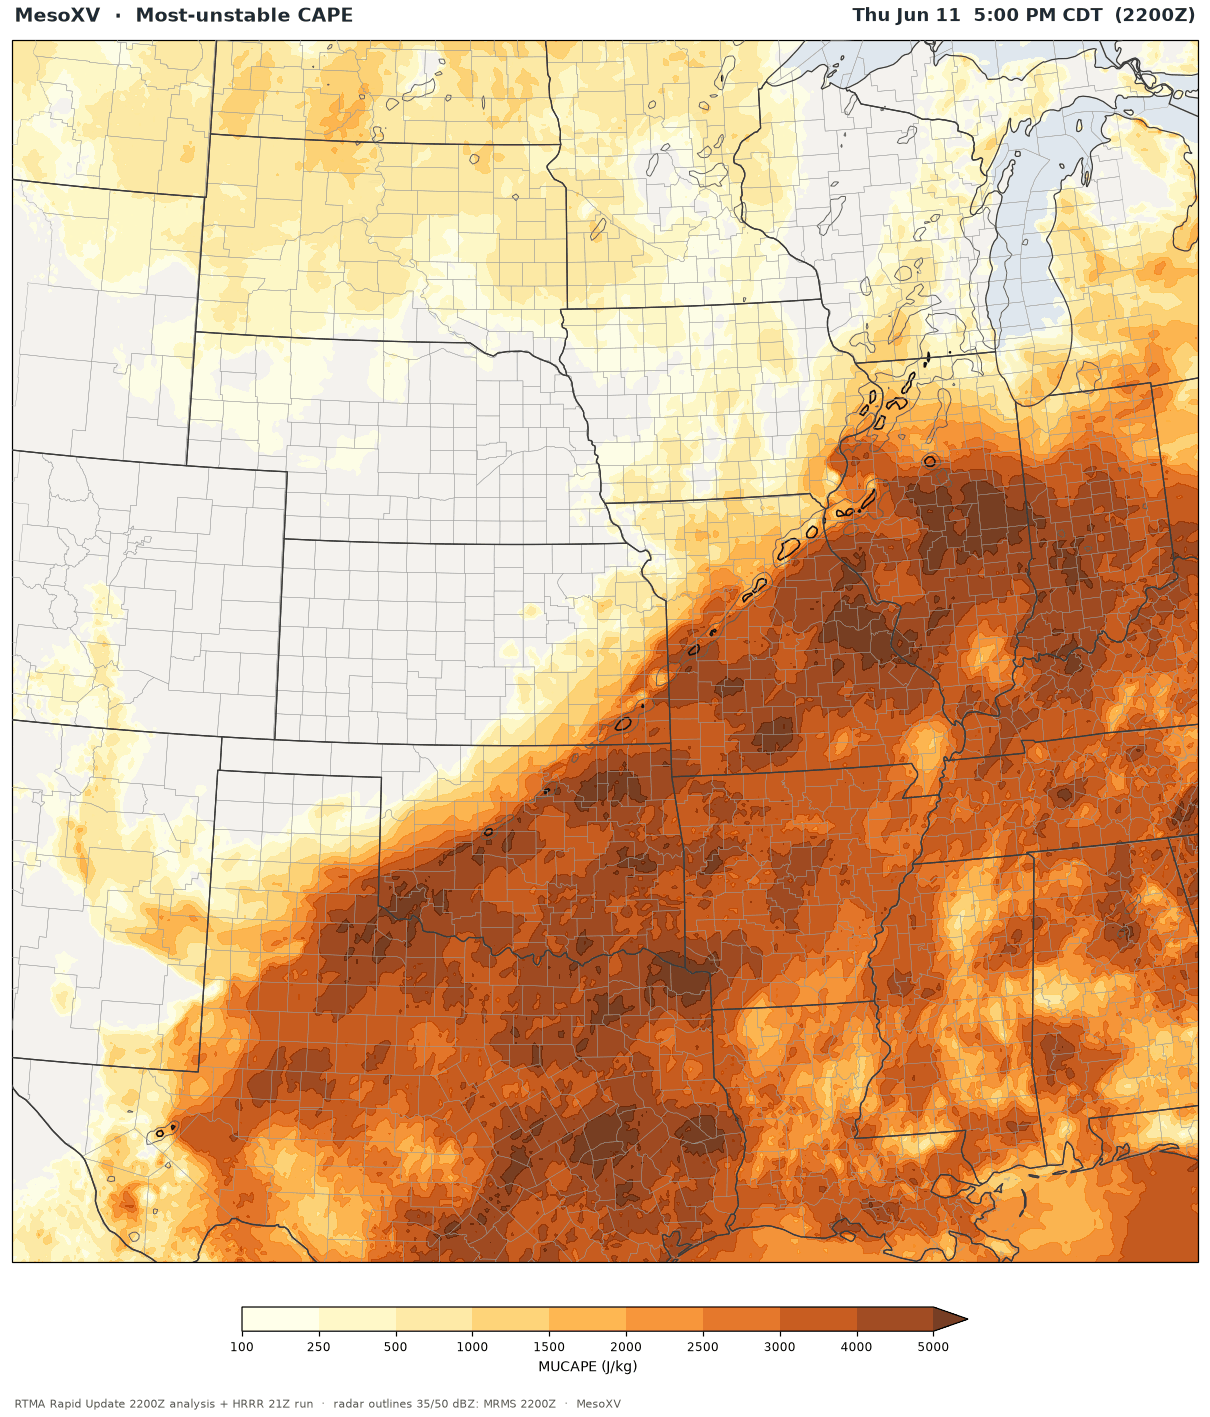 MesoXV · Most-unstable CAPE
Thu Jun 11 5:00 PM CDT (2200Z)
100 250 500 1000 1500 2000 2500 3000 4000 5000
MUCAPE (J/kg)
RTMA Rapid Update 2200Z analysis + HRRR 21Z run · radar outlines 35/50 dBZ: MRMS 2200Z · MesoXV